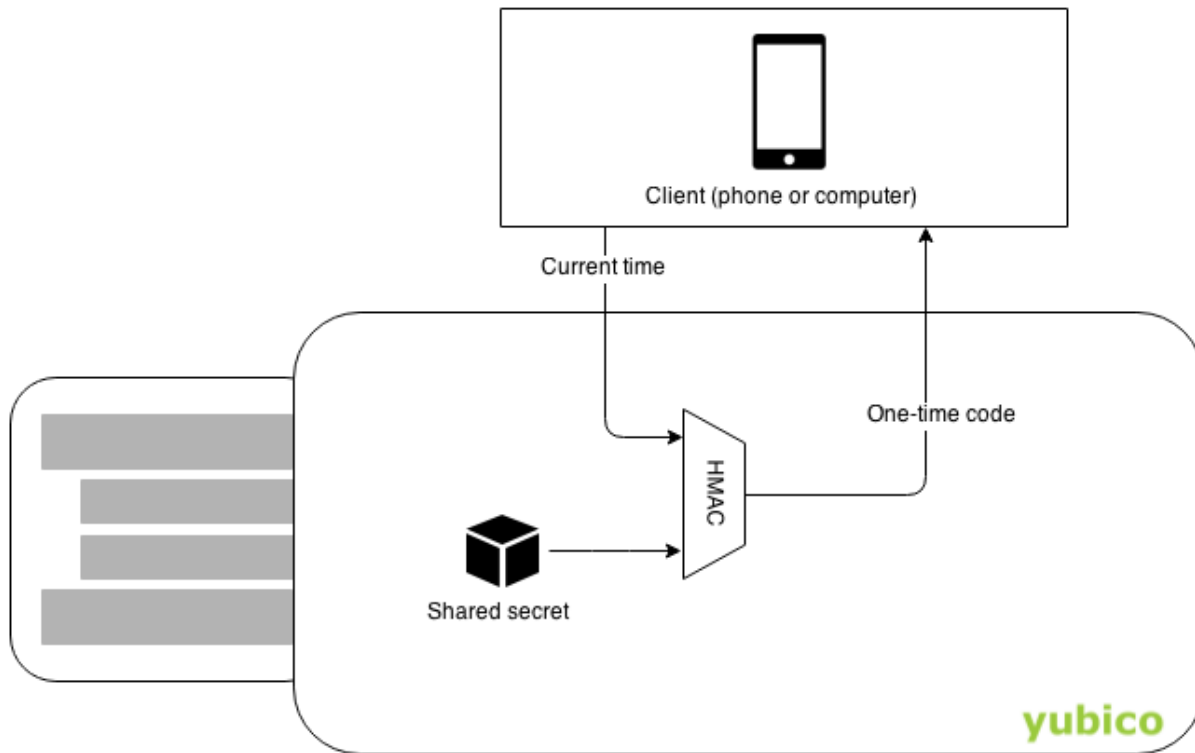 Client (phone or computer)
Current time
One-time code
HMAC
Shared secret
yubico